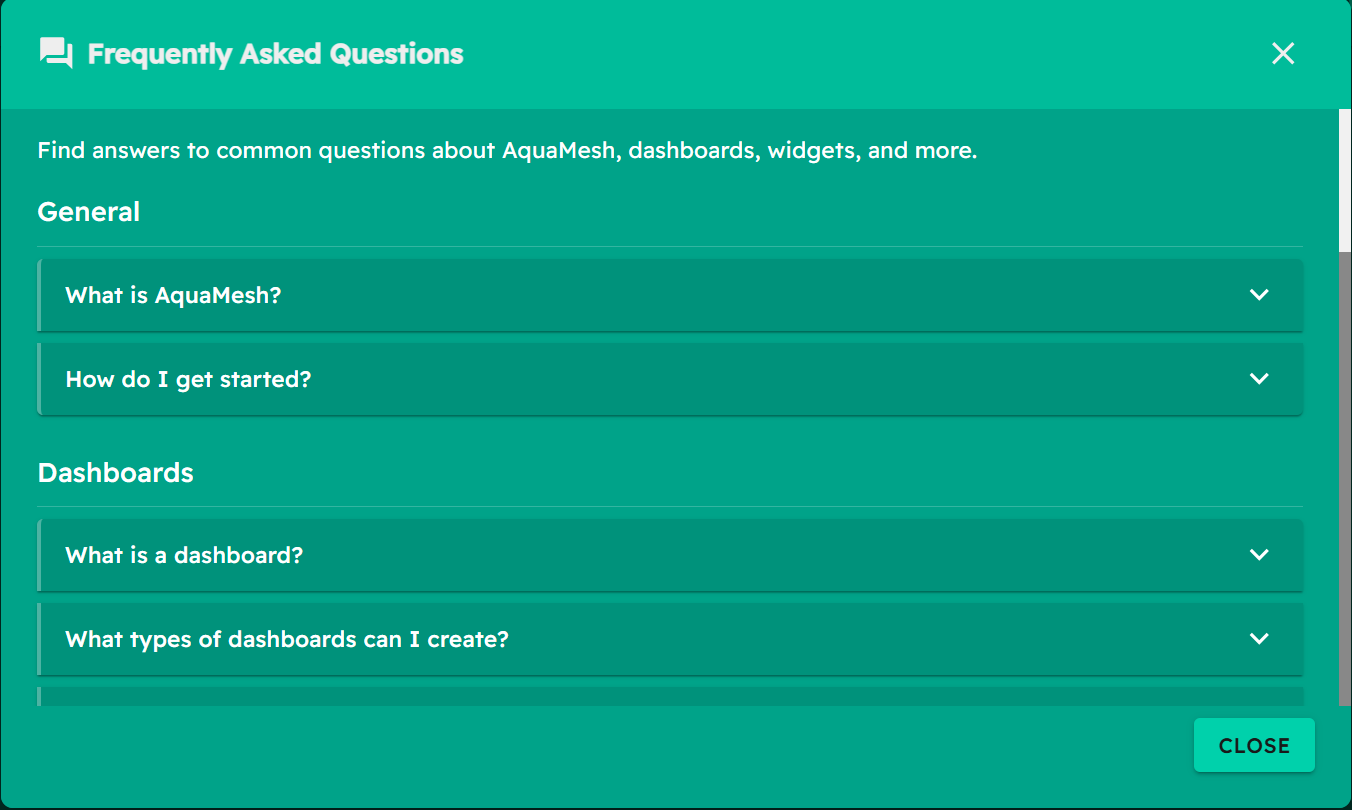 Frequently Asked Questions
Find answers to common questions about AquaMesh, dashboards, widgets, and more.
General
What is AquaMesh?
How do I get started?
Dashboards
What is a dashboard?
What types of dashboards can I create?
CLOSE